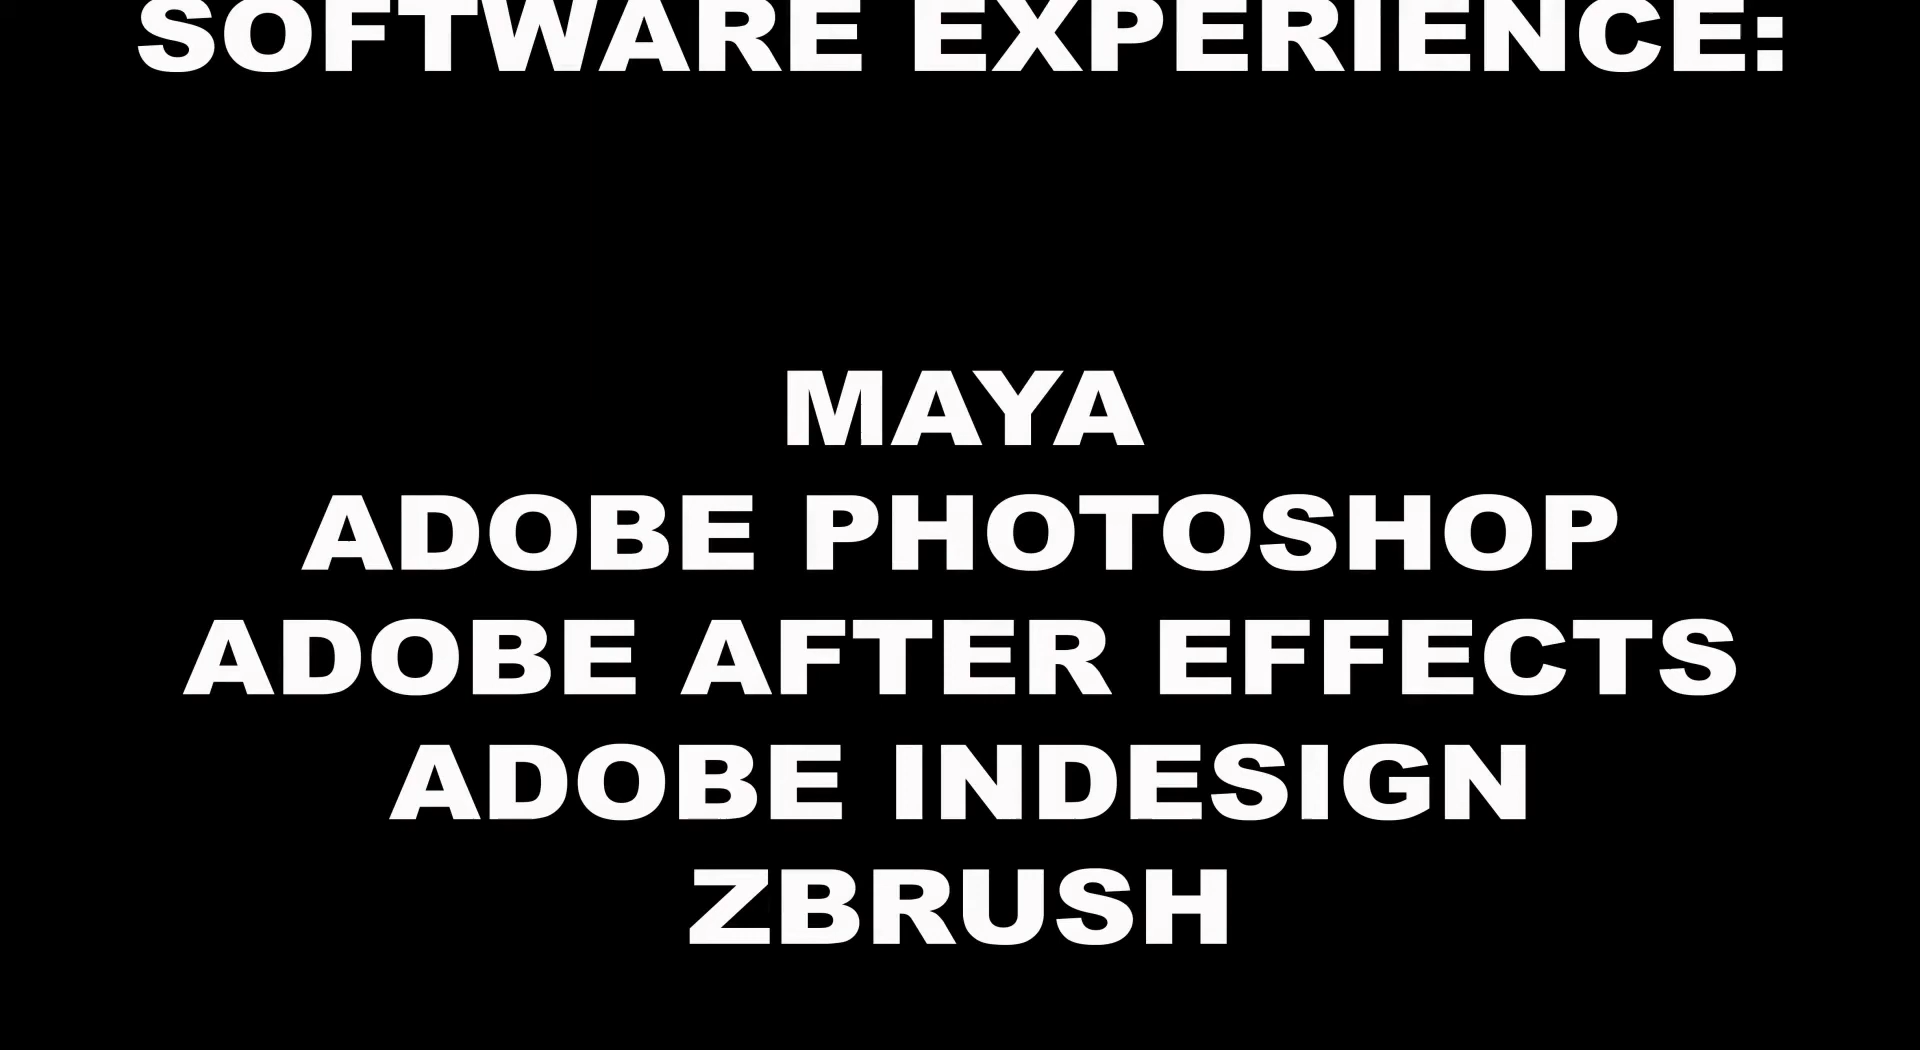 SOFTWARE EXPERIENCE:
MAYA
ADOBE PHOTOSHOP
ADOBE AFTER EFFECTS
ADOBE INDESIGN
ZBRUSH